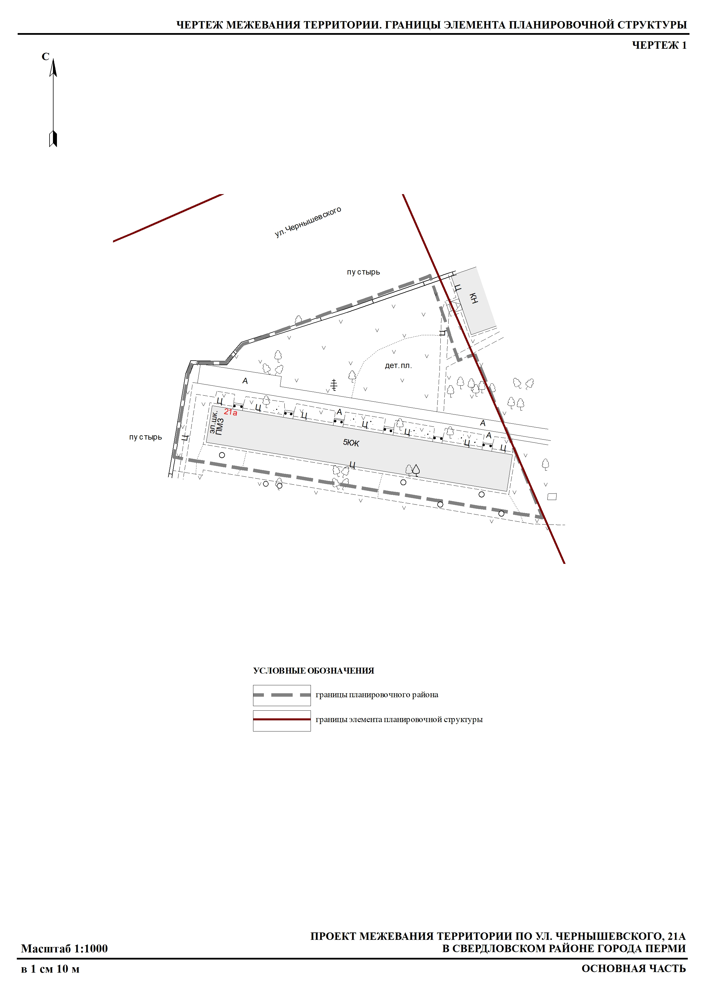 ЧЕРТЕЖ МЕЖЕВАНИЯ ТЕРРИТОРИИ. ГРАНИЦЫ ЭЛЕМЕНТА ПЛАНИРОВОЧНОЙ СТРУКТУРЫ
ЧЕРТЕЖ 1
С
ул.Чернышевского
пустырь
Ц
КН
Ц
дет.пл.
А
Ц
21а
Ц
Ц
А
Ц
Ц
А
А
Ц
Ц
эл.шк.
ПМЗ
пустырь
Ц
5КЖ
Ц
УСЛОВНЫЕ ОБОЗНАЧЕНИЯ
границы планировочного района
границы элемента планировочной структуры
ПРОЕКТ МЕЖЕВАНИЯ ТЕРРИТОРИИ ПО УЛ. ЧЕРНЫШЕВСКОГО, 21А
Масштаб 1:1000
В СВЕРДЛОВСКОМ РАЙОНЕ ГОРОДА ПЕРМИ
в 1 см 10 м
ОСНОВНАЯ ЧАСТЬ